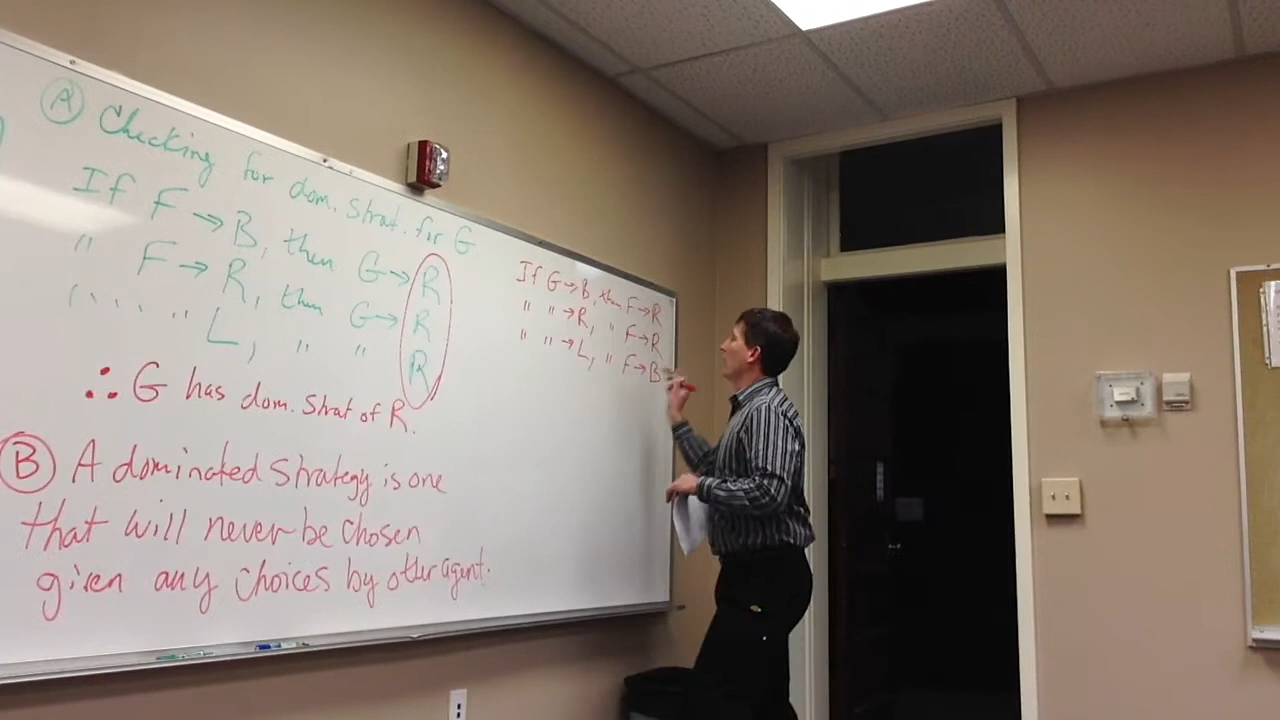 A Checking for dom. strat. for G
If F → B, then G → R
" F → R, then G → R
" " " " L, " " R
∴ G has dom. strat of R.
B A dominated strategy is one
that will never be chosen
given any choices by other agent.
If G → B, then F → R
" " → R, " F → R
" " → L, " F → B